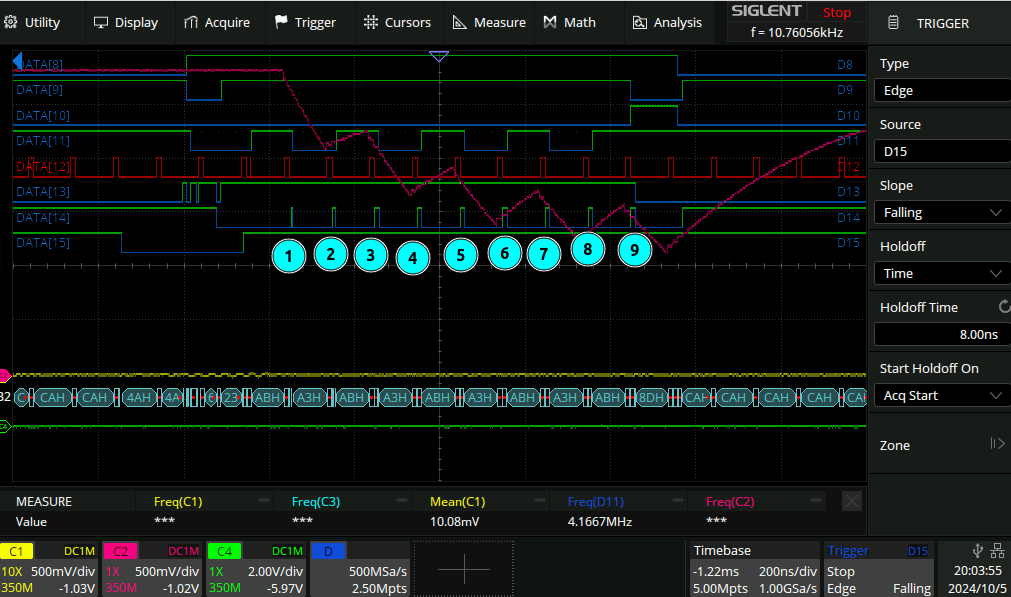 Utility Display Acquire Trigger Cursors Measure Math Analysis SIGLENT Stop TRIGGER
f = 10.76056kHz
Type
Edge
Source
D15
Slope
Falling
Holdoff
Time
Holdoff Time
8.00ns
Start Holdoff On
Acq Start
Zone
DATA[8] D8
DATA[9] D9
DATA[10] D10
DATA[11] D11
DATA[12] D12
DATA[13] D13
DATA[14] D14
DATA[15] D15
1 2 3 4 5 6 7 8 9
CAH CAH 4AH 4A 23 ABH A3H ABH A3H ABH A3H ABH A3H ABH 8DH CAH CAH CAH CAH CAH
MEASURE Freq(C1) Freq(C3) Mean(C1) Freq(D11) Freq(C2)
Value *** *** 10.08mV 4.1667MHz ***
C1 DC1M C2 DC1M C4 DC1M D Timebase Trigger D15
10X 500mV/div 1X 500mV/div 1X 2.00V/div 500MSa/s -1.22ms 200ns/div Stop 20:03:55
350M -1.03V 350M -1.02V 350M -5.97V 2.50Mpts 5.00Mpts 1.00GSa/s Edge Falling 2024/10/5